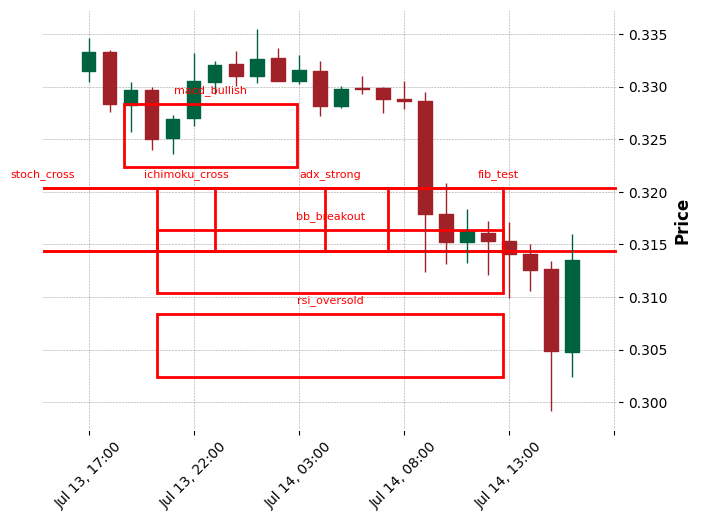 0.335
0.330
macd_bullish
0.325
stoch_cross ichimoku_cross adx_strong fib_test
0.320
bb_breakout
0.315
0.310
rsi_oversold
0.305
0.300
Price
Jul 13, 17:00 Jul 13, 22:00 Jul 14, 03:00 Jul 14, 08:00 Jul 14, 13:00